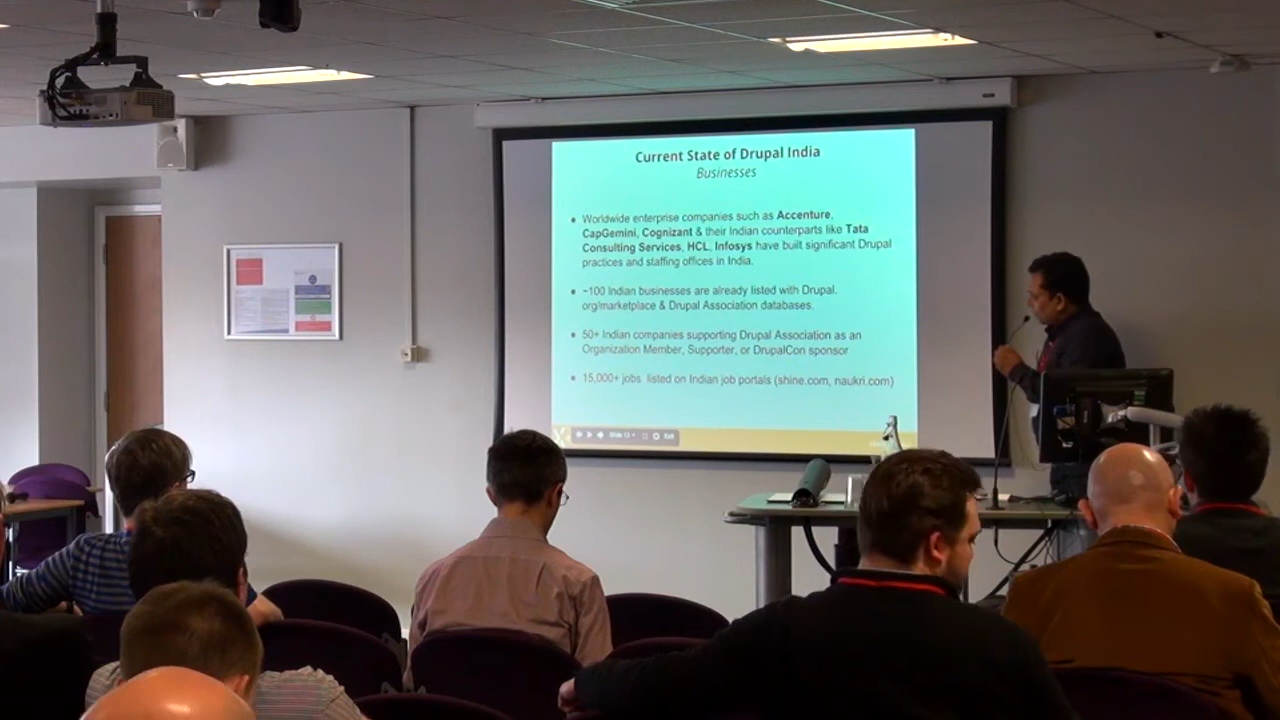 Current State of Drupal India
Businesses
● Worldwide enterprise companies such as Accenture,
CapGemini, Cognizant & their Indian counterparts like Tata
Consulting Services, HCL, Infosys have built significant Drupal
practices and staffing offices in India.
● ~100 Indian businesses are already listed with Drupal.
org/marketplace & Drupal Association databases.
● 50+ Indian companies supporting Drupal Association as an
Organization Member, Supporter, or DrupalCon sponsor
● 15,000+ jobs listed on Indian job portals (shine.com, naukri.com)
Slide 13
Exit